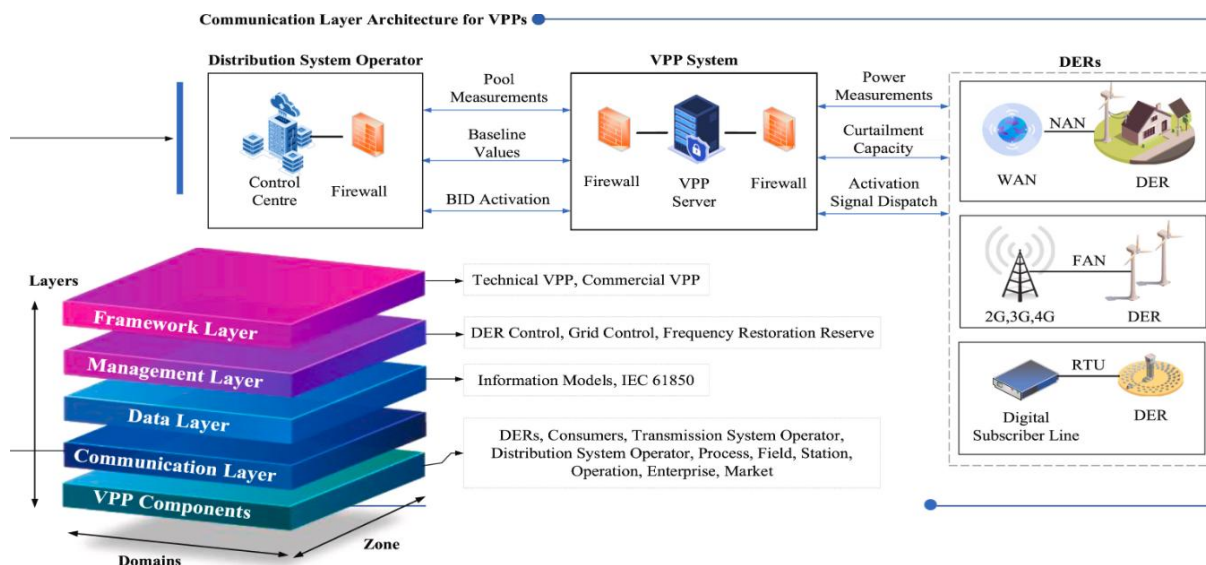 Communication Layer Architecture for VPPs
Distribution System Operator
VPP System
DERs
Control
Centre
Firewall
Pool
Measurements
Baseline
Values
BID Activation
Firewall
VPP
Server
Firewall
Power
Measurements
Curtailment
Capacity
Activation
Signal Dispatch
NAN
WAN
DER
FAN
2G,3G,4G
DER
RTU
Digital
Subscriber Line
DER
Layers
Framework Layer
Management Layer
Data Layer
Communication Layer
VPP Components
Domains
Zone
Technical VPP, Commercial VPP
DER Control, Grid Control, Frequency Restoration Reserve
Information Models, IEC 61850
DERs, Consumers, Transmission System Operator,
Distribution System Operator, Process, Field, Station,
Operation, Enterprise, Market